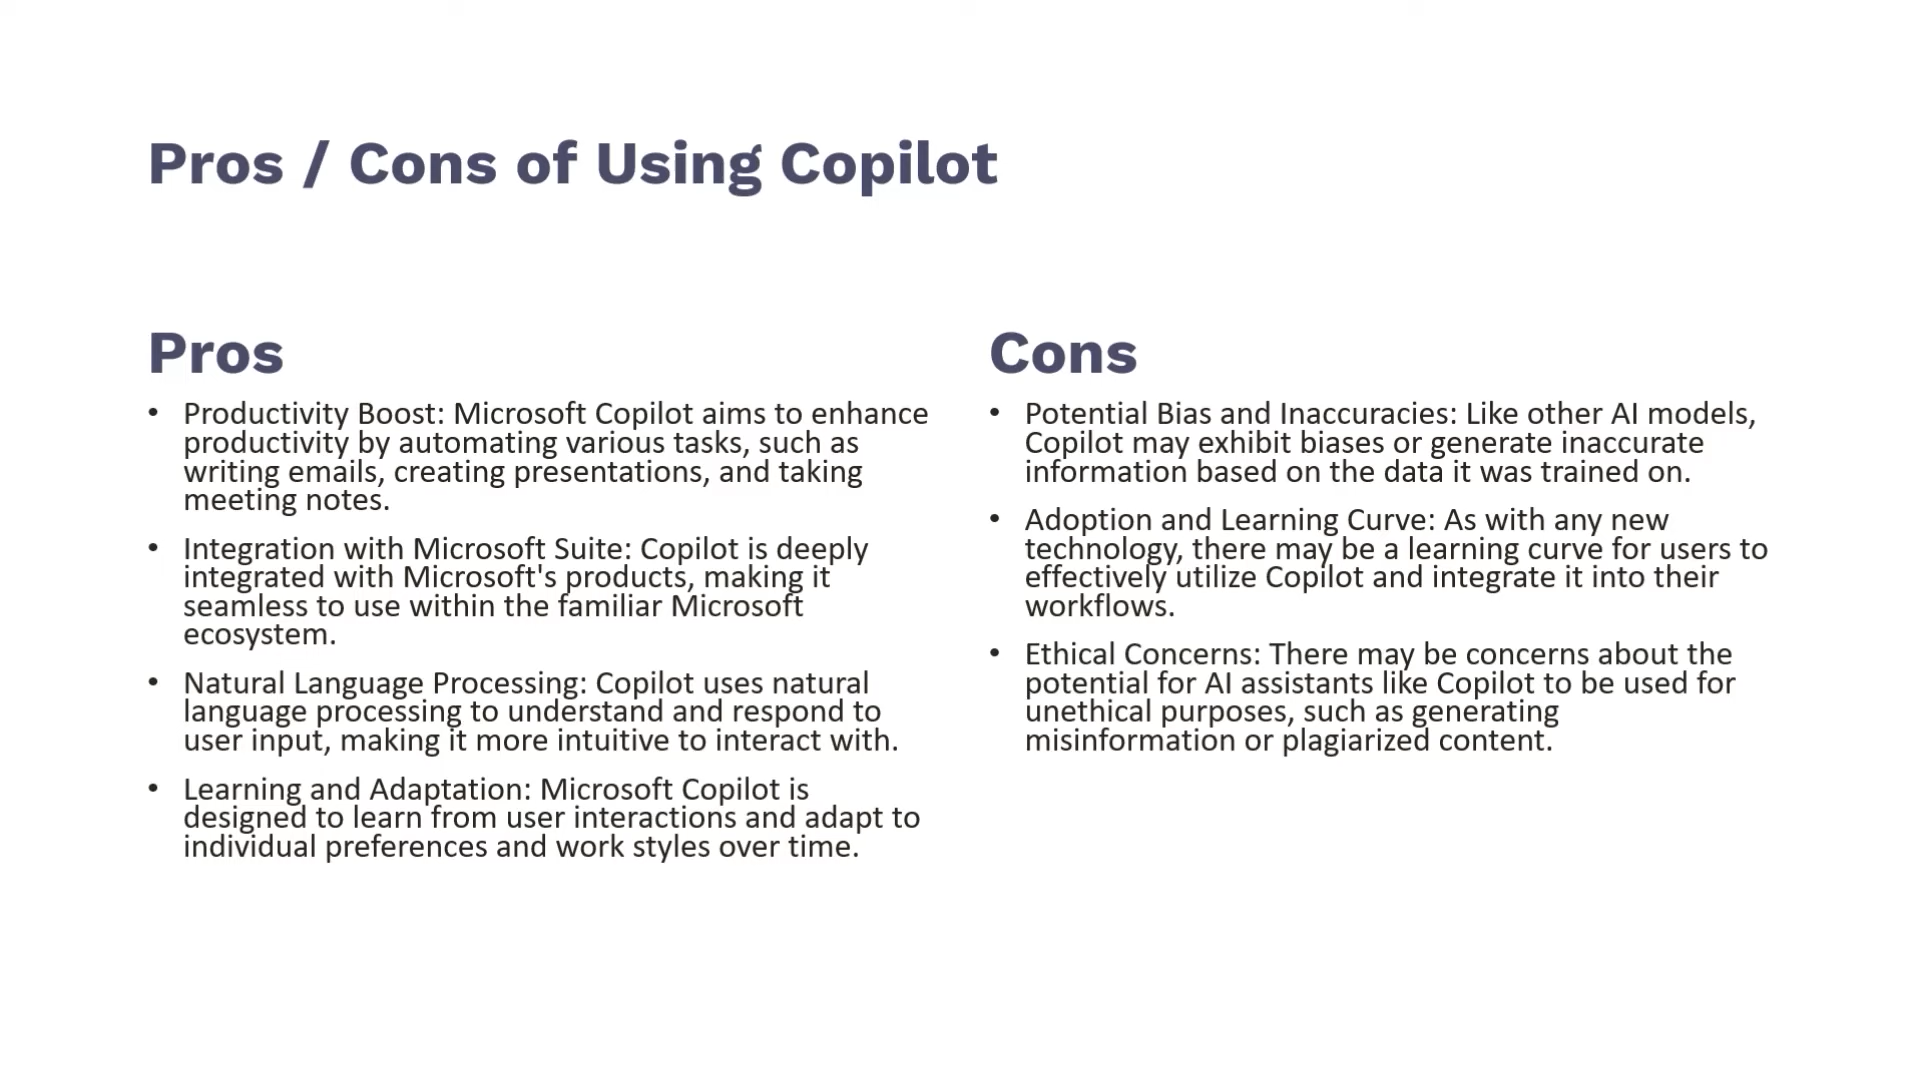 Pros / Cons of Using Copilot
Pros
• Productivity Boost: Microsoft Copilot aims to enhance
productivity by automating various tasks, such as
writing emails, creating presentations, and taking
meeting notes.
• Integration with Microsoft Suite: Copilot is deeply
integrated with Microsoft's products, making it
seamless to use within the familiar Microsoft
ecosystem.
• Natural Language Processing: Copilot uses natural
language processing to understand and respond to
user input, making it more intuitive to interact with.
• Learning and Adaptation: Microsoft Copilot is
designed to learn from user interactions and adapt to
individual preferences and work styles over time.
Cons
• Potential Bias and Inaccuracies: Like other AI models,
Copilot may exhibit biases or generate inaccurate
information based on the data it was trained on.
• Adoption and Learning Curve: As with any new
technology, there may be a learning curve for users to
effectively utilize Copilot and integrate it into their
workflows.
• Ethical Concerns: There may be concerns about the
potential for AI assistants like Copilot to be used for
unethical purposes, such as generating
misinformation or plagiarized content.